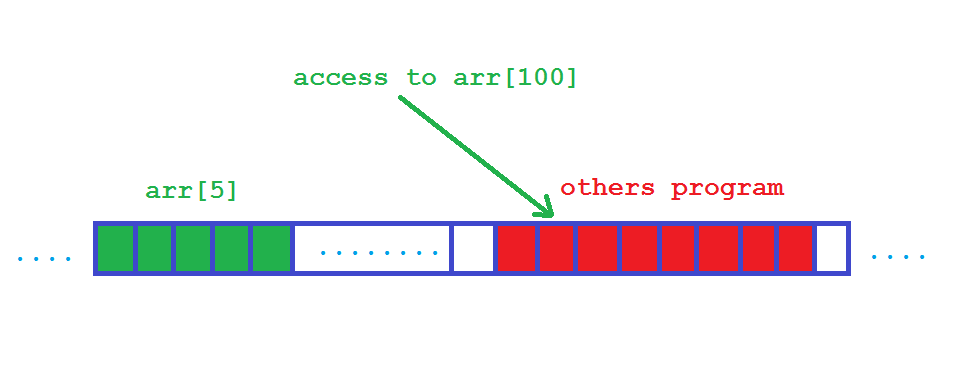 access to arr[100]
arr[5]
others program
.... ........ ....